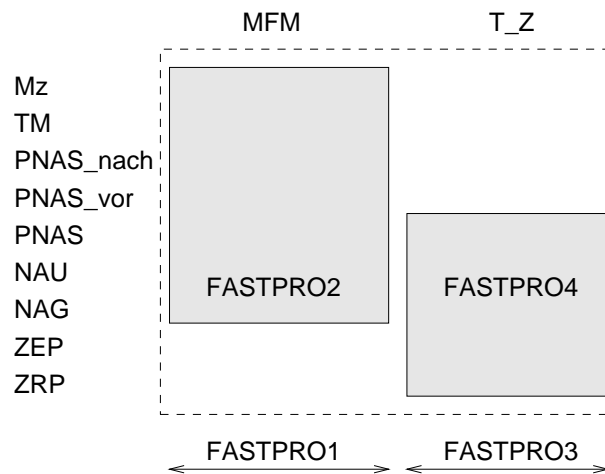 MFM T_Z
Mz
TM
PNAS_nach
PNAS_vor
PNAS
NAU FASTPRO2 FASTPRO4
NAG
ZEP
ZRP
FASTPRO1 FASTPRO3